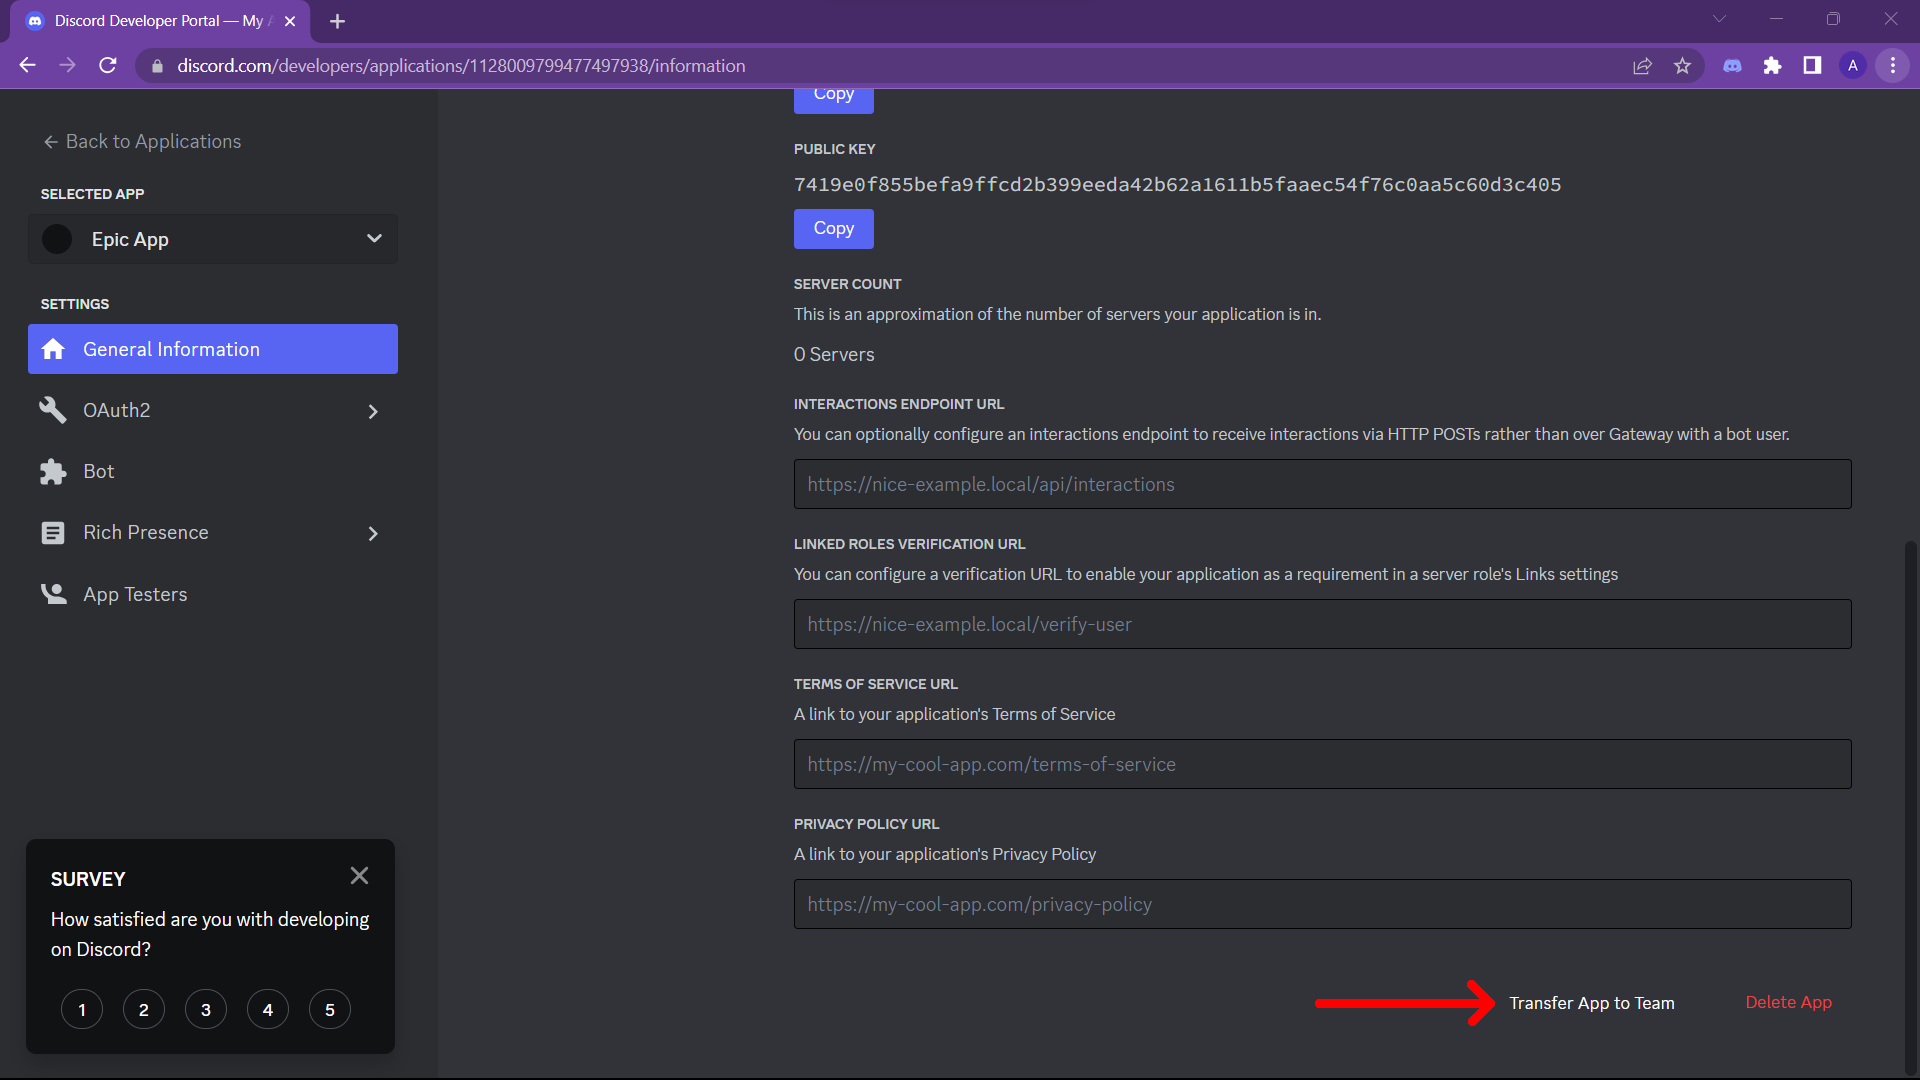 Discord Developer Portal — My A
discord.com/developers/applications/1128009799477497938/information
A
Back to Applications
SELECTED APP
Epic App
SETTINGS
General Information
OAuth2
Bot
Rich Presence
App Testers
SURVEY
How satisfied are you with developing
on Discord?
1 2 3 4 5
Copy
PUBLIC KEY
7419e0f855befa9ffcd2b399eeda42b62a1611b5faaec54f76c0aa5c60d3c405
Copy
SERVER COUNT
This is an approximation of the number of servers your application is in.
0 Servers
INTERACTIONS ENDPOINT URL
You can optionally configure an interactions endpoint to receive interactions via HTTP POSTs rather than over Gateway with a bot user.
https://nice-example.local/api/interactions
LINKED ROLES VERIFICATION URL
You can configure a verification URL to enable your application as a requirement in a server role's Links settings
https://nice-example.local/verify-user
TERMS OF SERVICE URL
A link to your application's Terms of Service
https://my-cool-app.com/terms-of-service
PRIVACY POLICY URL
A link to your application's Privacy Policy
https://my-cool-app.com/privacy-policy
Transfer App to Team
Delete App